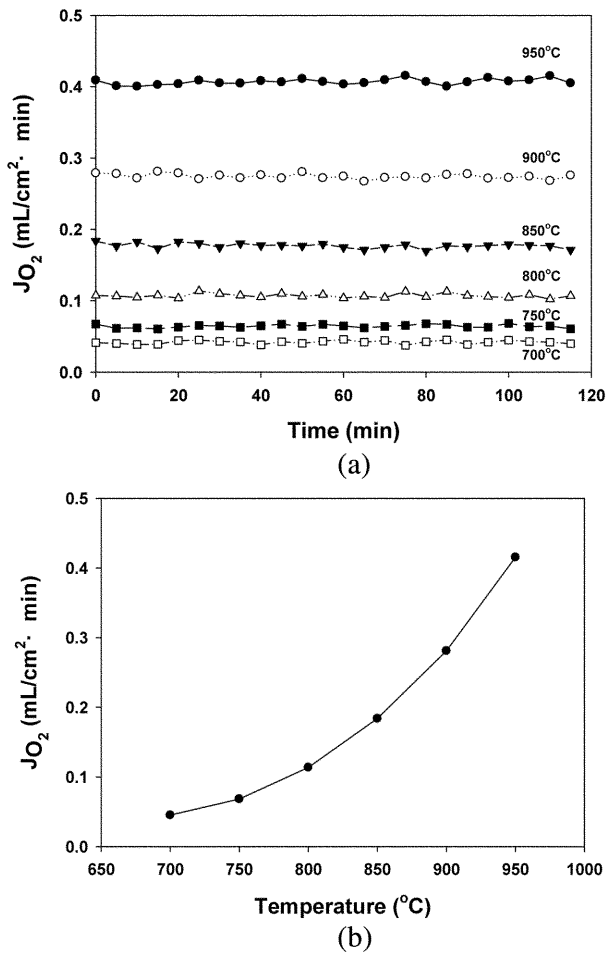 0.5
0.4
0.3
0.2
0.1
0.0
JO₂ (mL/cm²· min)
950°C
900°C
850°C
800°C
750°C
700°C
0 20 40 60 80 100 120
Time (min)
(a)
0.5
0.4
0.3
0.2
0.1
0.0
JO₂ (mL/cm²· min)
650 700 750 800 850 900 950 1000
Temperature (°C)
(b)